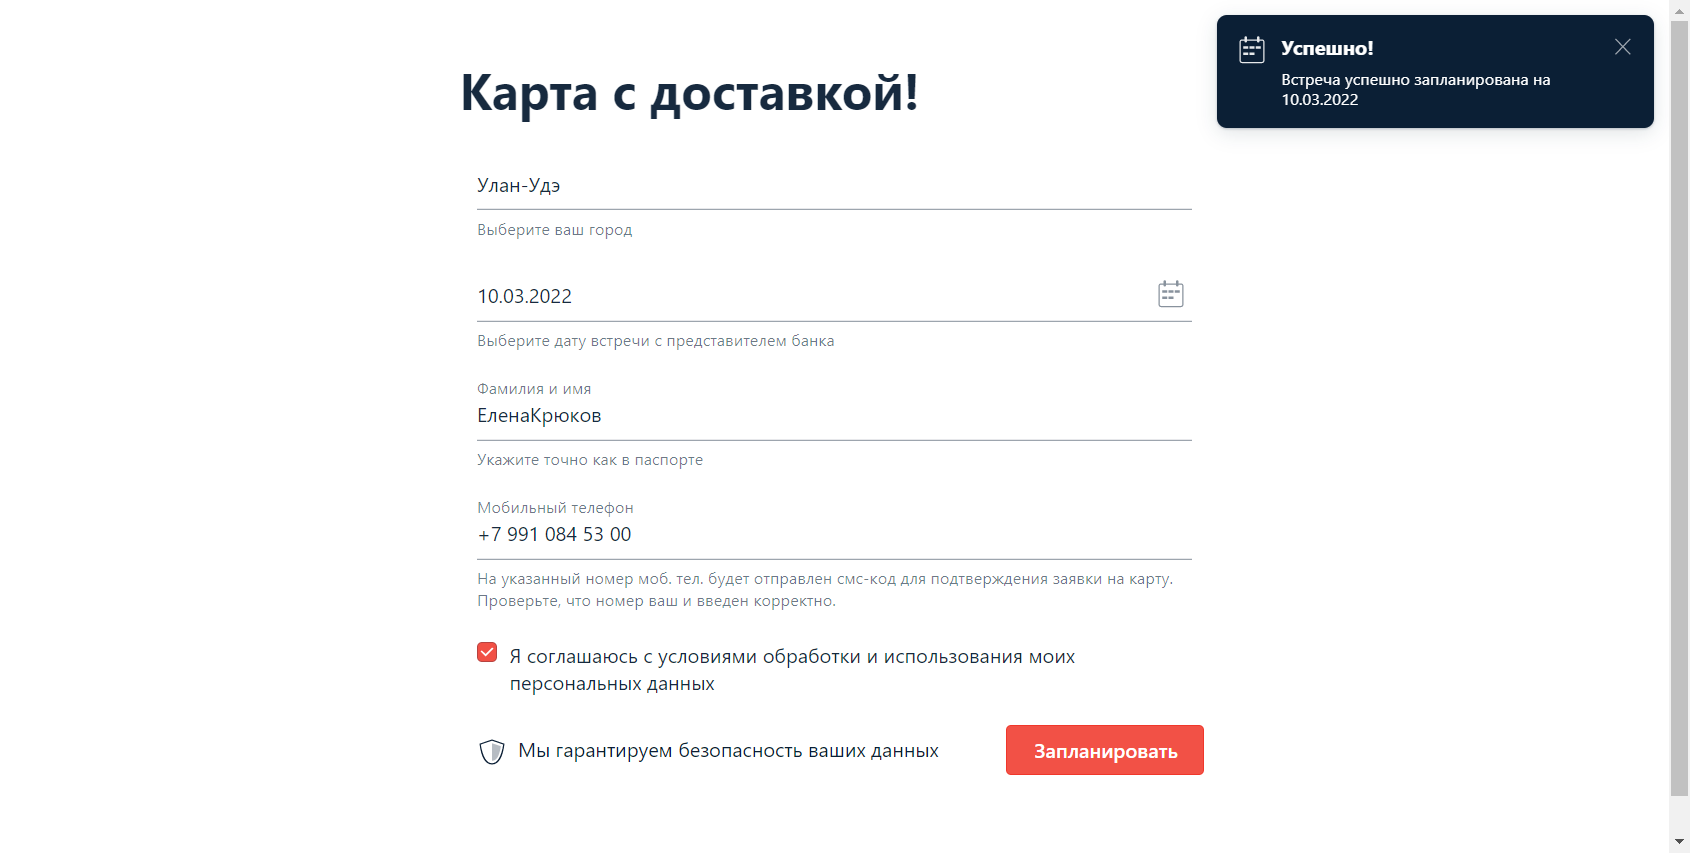 Успешно!
Встреча успешно запланирована на
10.03.2022
Карта с доставкой!
Улан-Удэ
Выберите ваш город
10.03.2022
Выберите дату встречи с представителем банка
Фамилия и имя
ЕленаКрюков
Укажите точно как в паспорте
Мобильный телефон
+7 991 084 53 00
На указанный номер моб. тел. будет отправлен смс-код для подтверждения заявки на карту.
Проверьте, что номер ваш и введен корректно.
Я соглашаюсь с условиями обработки и использования моих
персональных данных
Мы гарантируем безопасность ваших данных
Запланировать